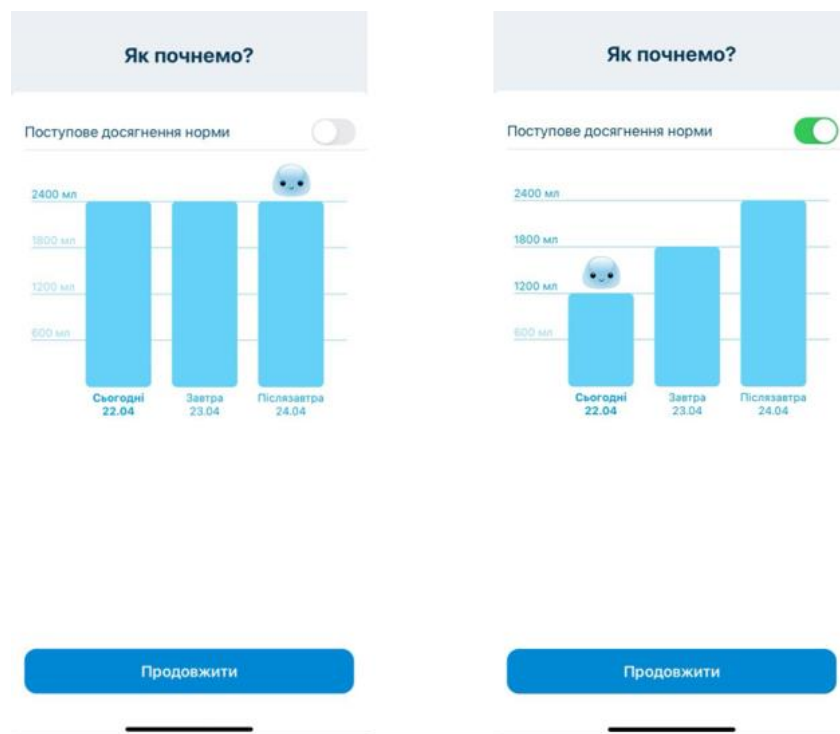 Як почнемо?
Поступове досягнення норми
2400 мл
1800 мл
1200 мл
600 мл
Сьогодні
22.04
Завтра
23.04
Післязавтра
24.04
Продовжити
Як почнемо?
Поступове досягнення норми
2400 мл
1800 мл
1200 мл
600 мл
Сьогодні
22.04
Завтра
23.04
Післязавтра
24.04
Продовжити